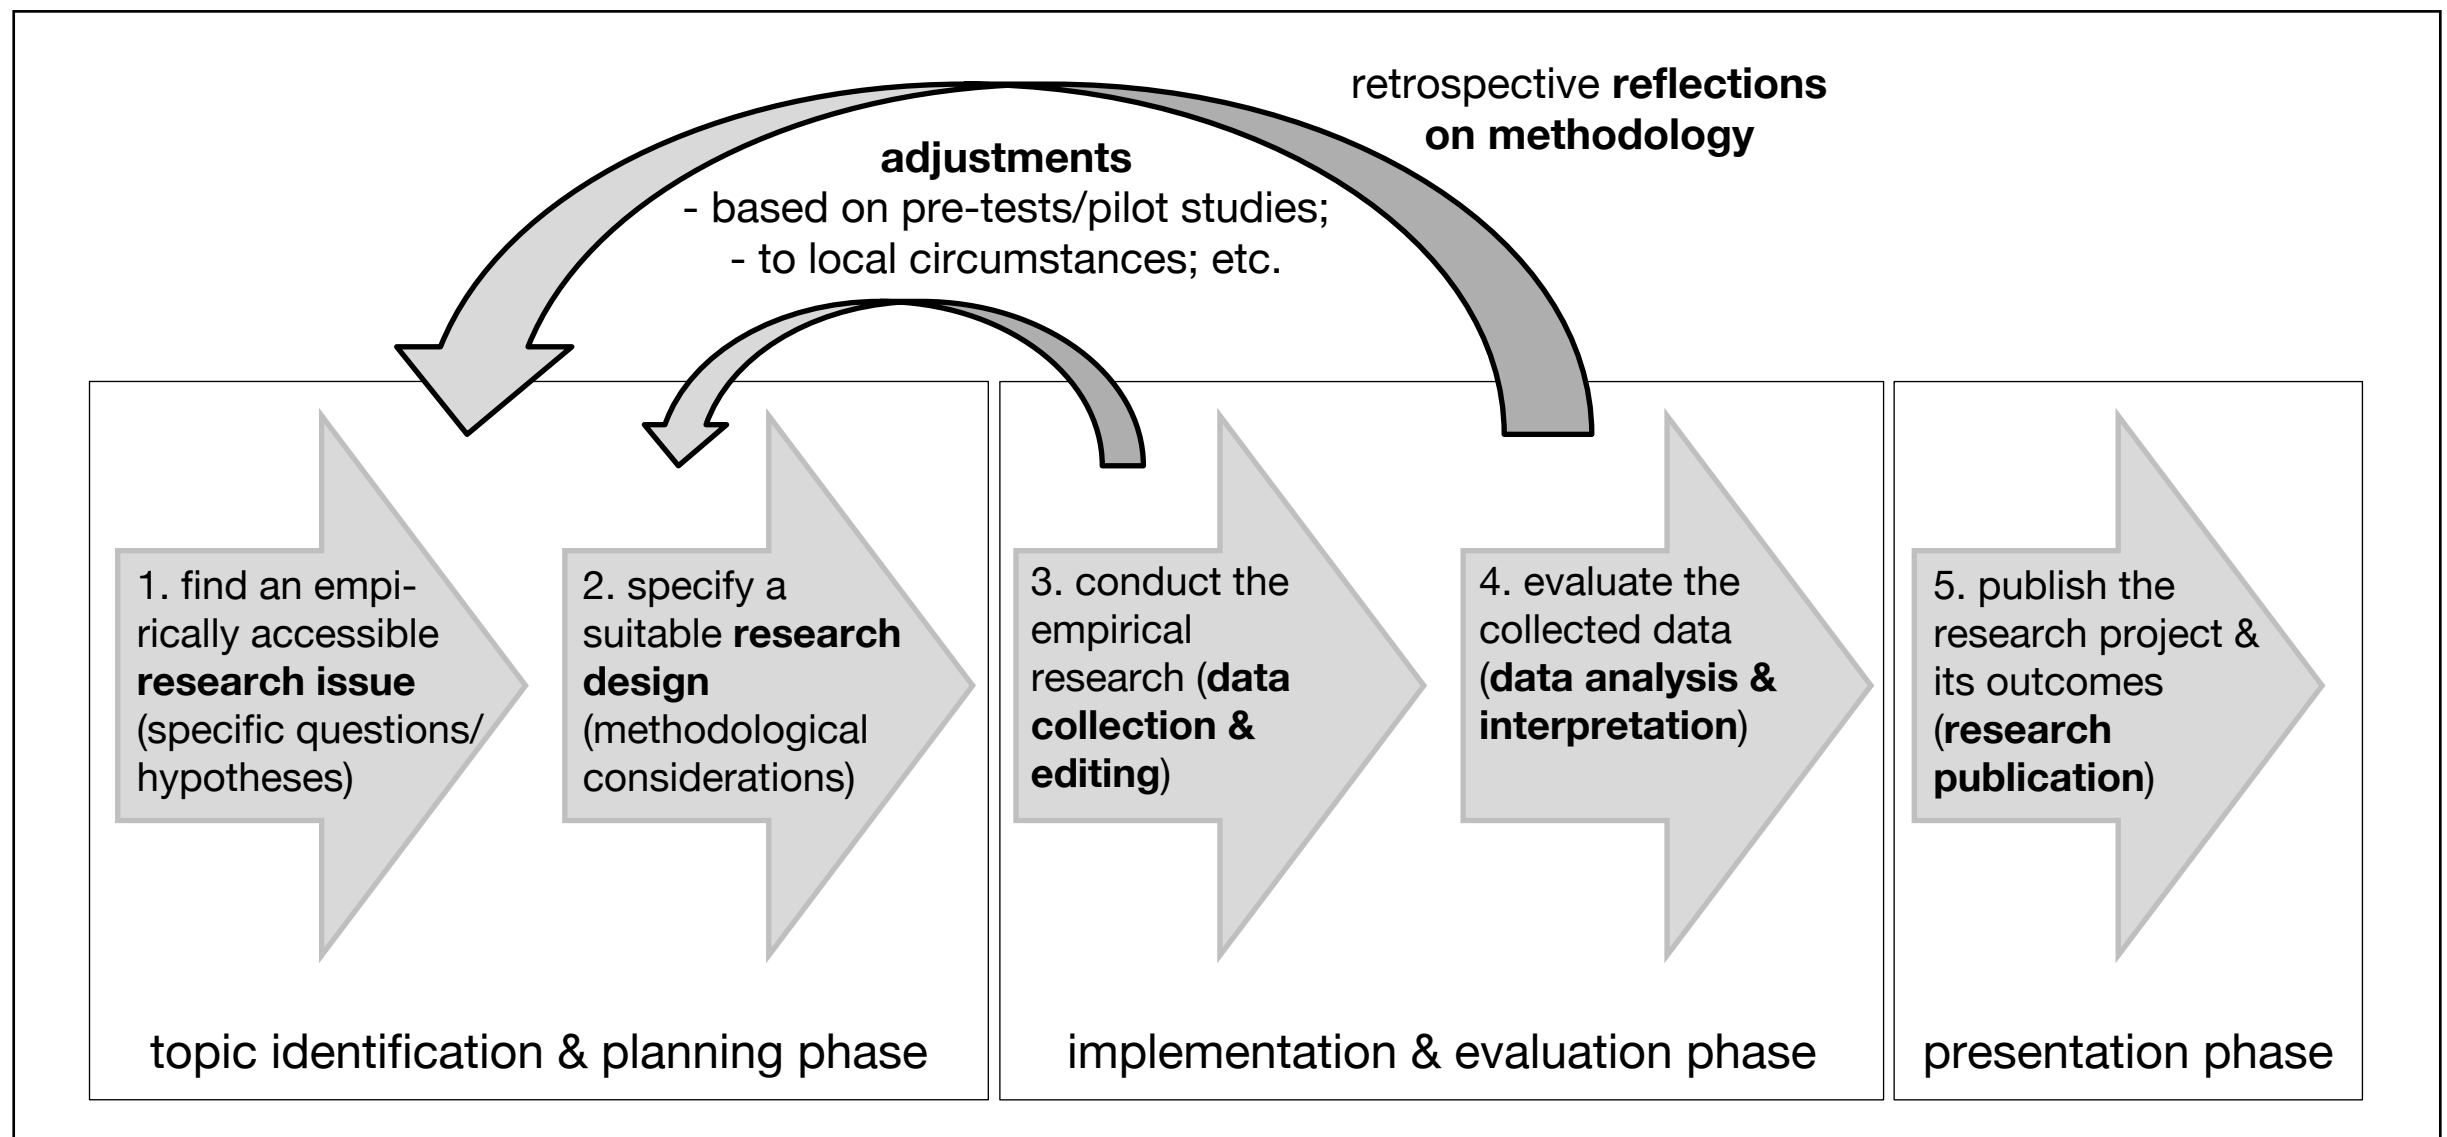 retrospective reflections
on methodology
adjustments
- based on pre-tests/pilot studies;
- to local circumstances; etc.
1. find an empi-
rically accessible
research issue
(specific questions/
hypotheses)
2. specify a
suitable research
design
(methodological
considerations)
3. conduct the
empirical
research (data
collection &
editing)
4. evaluate the
collected data
(data analysis &
interpretation)
5. publish the
research project &
its outcomes
(research
publication)
topic identification & planning phase
implementation & evaluation phase
presentation phase